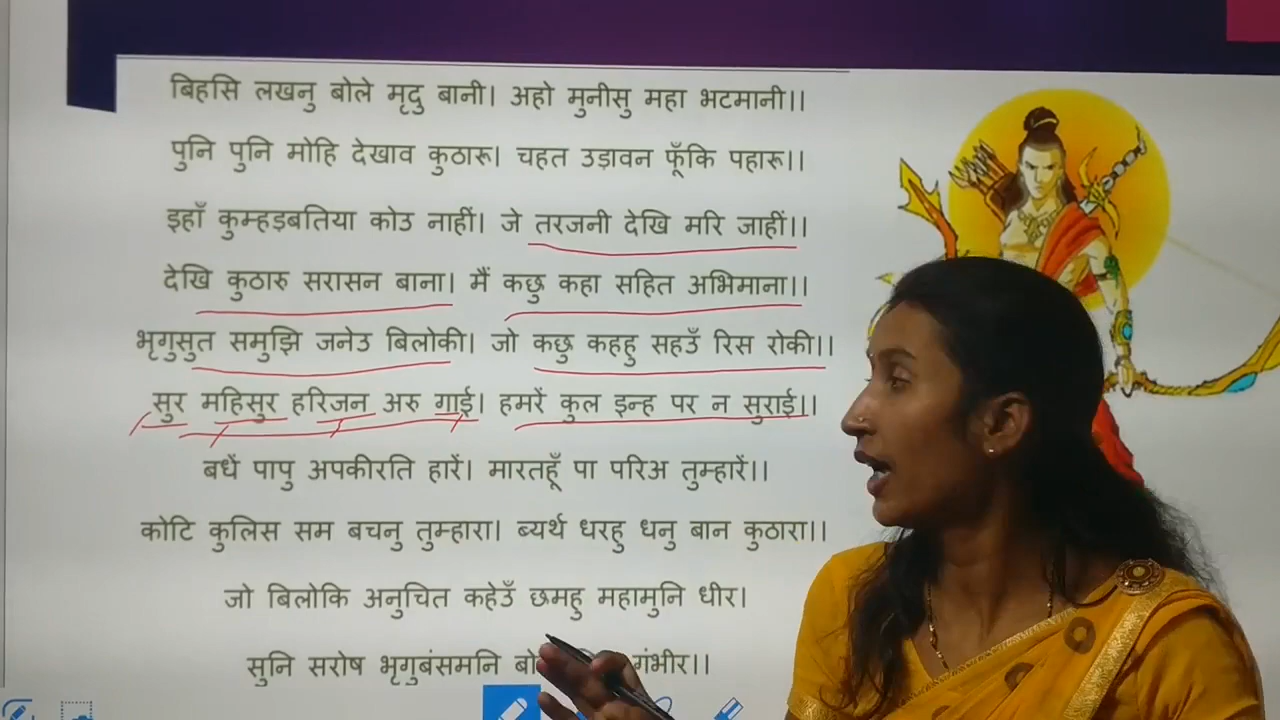 बिहसि लखनु बोले मृदु बानी। अहो मुनीसु महा भटमानी।।
पुनि पुनि मोहि देखाव कुठारू। चहत उड़ावन फूँकि पहारू।।
इहाँ कुम्हड़बतिया कोउ नाहीं। जे तरजनी देखि मरि जाहीं।।
देखि कुठारु सरासन बाना। मैं कछु कहा सहित अभिमाना।।
भृगुसुत समुझि जनेउ बिलोकी। जो कछु कहहु सहउँ रिस रोकी।।
सुर महिसुर हरिजन अरु गाई। हमरें कुल इन्ह पर न सुराई।।
बधें पापु अपकीरति हारें। मारतहूँ पा परिअ तुम्हारें।।
कोटि कुलिस सम बचनु तुम्हारा। ब्यर्थ धरहु धनु बान कुठारा।।
जो बिलोकि अनुचित कहेउँ छमहु महामुनि धीर।
सुनि सरोष भृगुबंसमनि गंभीर।।